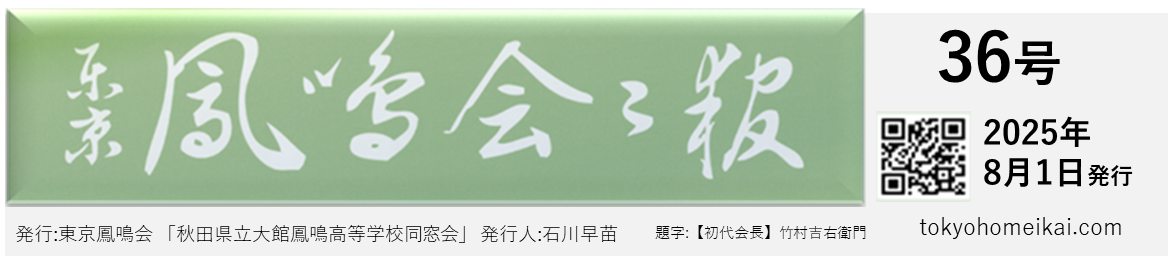 東京
鳳鳴会々報
36号
2025年
8月1日発行
tokyohomeikai.com
発行:東京鳳鳴会「秋田県立大館鳳鳴高等学校同窓会」発行人:石川早苗
題字:【初代会長】竹村吉右衛門